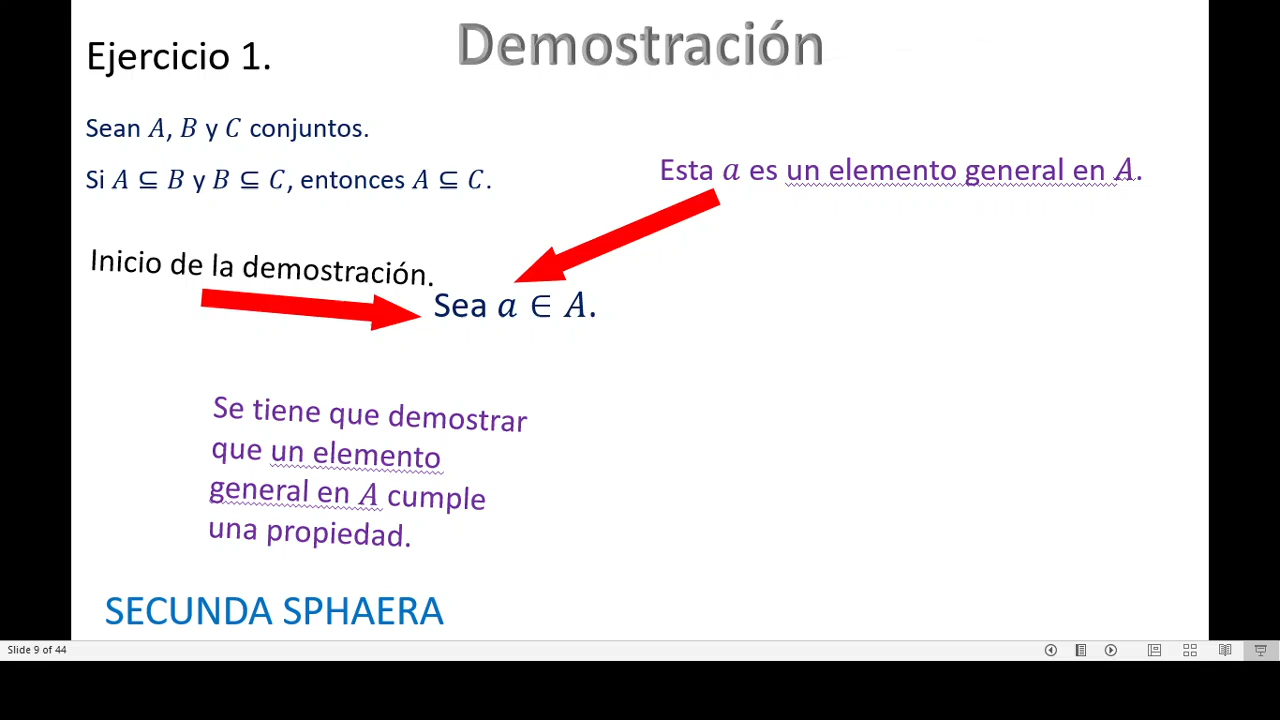 Demostración
Ejercicio 1.
Sean A, B y C conjuntos.
Si A ⊆ B y B ⊆ C, entonces A ⊆ C.
Esta a es un elemento general en A.
Inicio de la demostración.
Sea a ∈ A.
Se tiene que demostrar
que un elemento
general en A cumple
una propiedad.
SECUNDA SPHAERA
Slide 9 of 44